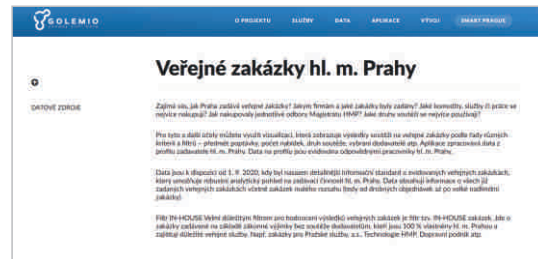 GOLEMIO
O PROJEKTU SLUŽBY DATA APLIKACE VÝVOJ SMART PRAGUE
Veřejné zakázky hl. m. Prahy
DATOVÉ ZDROJE
Zajímá vás, jak Praha zadává veřejné zakázky? Jakým firmám a jaké zakázky byly zadány? Jaké komodity, služby či práce se
nejvíce nakupují? Jak nakupovaly jednotlivé odbory Magistrátu HMP? Jaké druhy soutěží se nejvíce používají?
Pro tyto a další účely můžete využít vizualizaci, která zobrazuje výsledky soutěží na veřejné zakázky podle řady různých
kritérií a filtrů – předmět poptávky, počet nabídek, druh soutěže, vybraní dodavatelé atp. Aplikace zpracovává data z
profilu zadavatele hl. m. Prahy. Data na profilu jsou evidována odpovědnými pracovníky hl. m. Prahy.
Data jsou k dispozici od 1. 9. 2020, kdy byl nasazen detailnější informační standard o evidovaných veřejných zakázkách,
který umožňuje robustní analytický pohled na zadávací činnosti hl. m. Prahy. Data obsahují informace o všech již
zadaných veřejných zakázkách včetně zakázek malého rozsahu (tedy od drobných objednávek až po velké nadlimitní
zakázky).
Filtr IN-HOUSE Velmi důležitým filtrem pro hodnocení výsledků veřejných zakázek je filtr tzv. IN-HOUSE zakázek. Jde o
zakázky zadávané na základě zákonné výjimky bez soutěže dodavatelům, kteří jsou 100 % vlastněny hl. m. Prahou a
zajišťují důležité veřejné služby. Např. zakázky pro Pražské služby, a.s., Technologie HMP, Dopravní podnik atp.